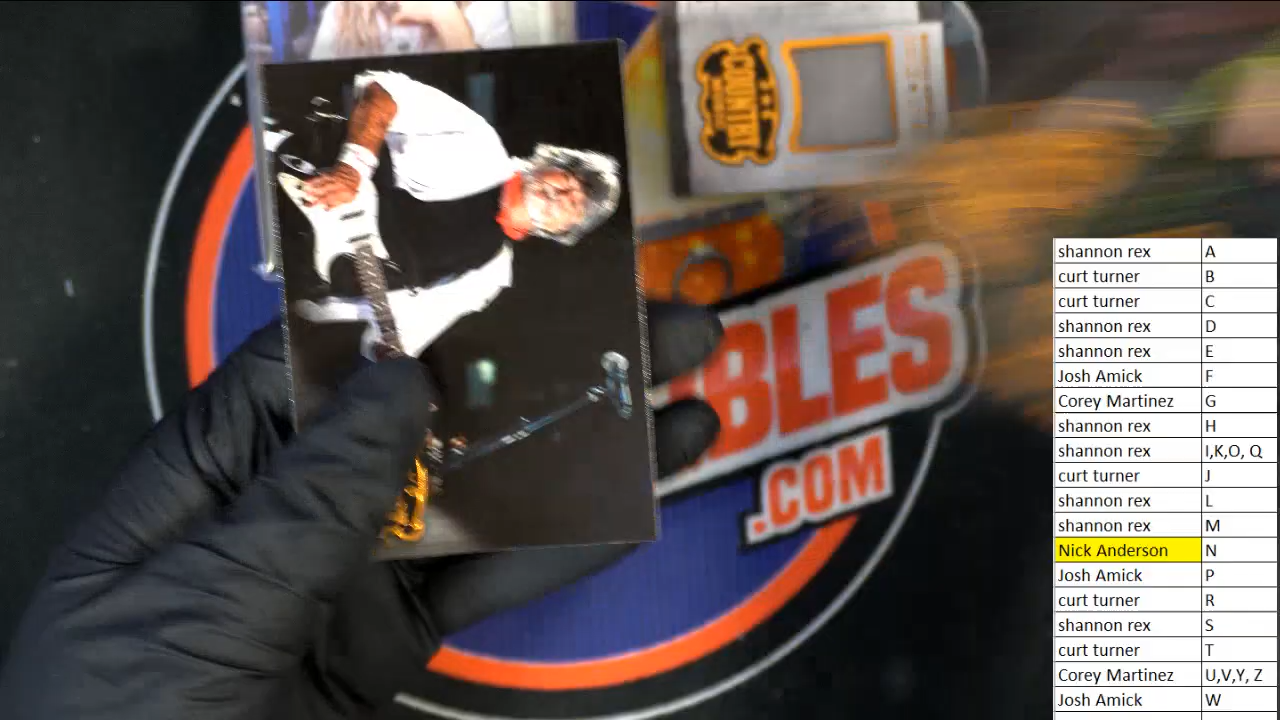 COUNTRY
BBLES
.COM
shannon rex A
curt turner B
curt turner C
shannon rex D
shannon rex E
Josh Amick F
Corey Martinez G
shannon rex H
shannon rex I,K,O, Q
curt turner J
shannon rex L
shannon rex M
Nick Anderson N
Josh Amick P
curt turner R
shannon rex S
curt turner T
Corey Martinez U,V,Y, Z
Josh Amick W